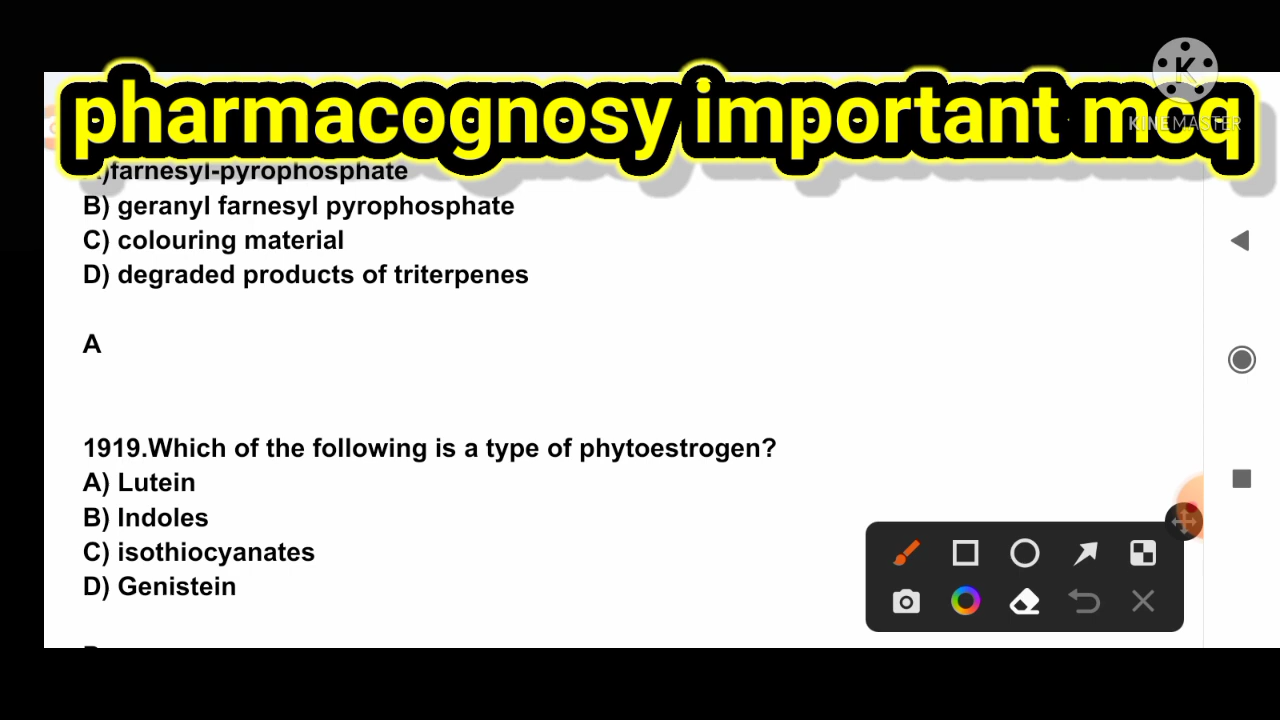 pharmacognosy important mcq
KINEMASTER
A)farnesyl-pyrophosphate
B) geranyl farnesyl pyrophosphate
C) colouring material
D) degraded products of triterpenes
A
1919.Which of the following is a type of phytoestrogen?
A) Lutein
B) Indoles
C) isothiocyanates
D) Genistein